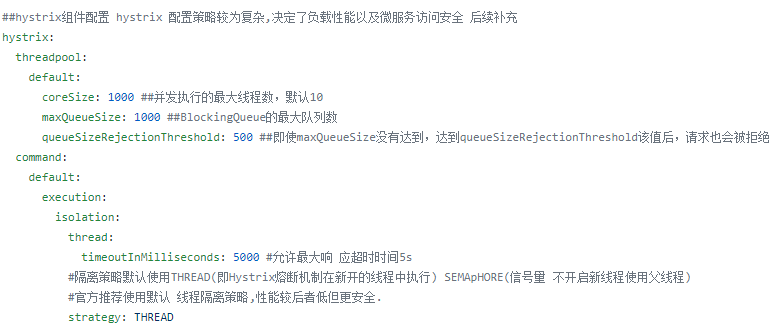 ##hystrix组件配置 hystrix 配置策略较为复杂,决定了负载性能以及微服务访问安全 后续补充
hystrix:
  threadpool:
    default:
      coreSize: 1000 ##并发执行的最大线程数，默认10
      maxQueueSize: 1000 ##BlockingQueue的最大队列数
      queueSizeRejectionThreshold: 500 ##即使maxQueueSize没有达到，达到queueSizeRejectionThreshold该值后，请求也会被拒绝
  command:
    default:
      execution:
        isolation:
          thread:
            timeoutInMilliseconds: 5000 #允许最大响 应超时时间5s
          #隔离策略默认使用THREAD(即Hystrix熔断机制在新开的线程中执行) SEMApHORE(信号量 不开启新线程使用父线程)
          #官方推荐使用默认 线程隔离策略,性能较后者低但更安全.
          strategy: THREAD